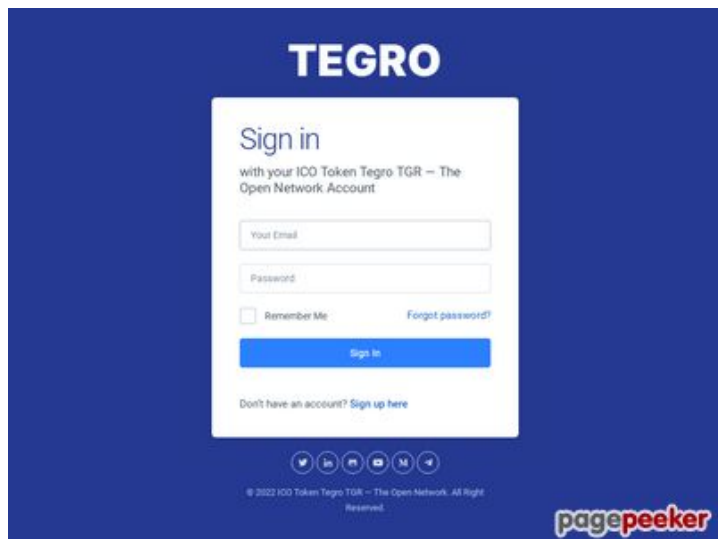 TEGRO
Sign in
with your ICO Token Tegro TGR — The
Open Network Account
Your Email
Password
Remember Me Forgot password?
Sign In
Don't have an account? Sign up here
© 2022 ICO Token Tegro TGR — The Open Network. All Right
Reserved.
pagepeeker